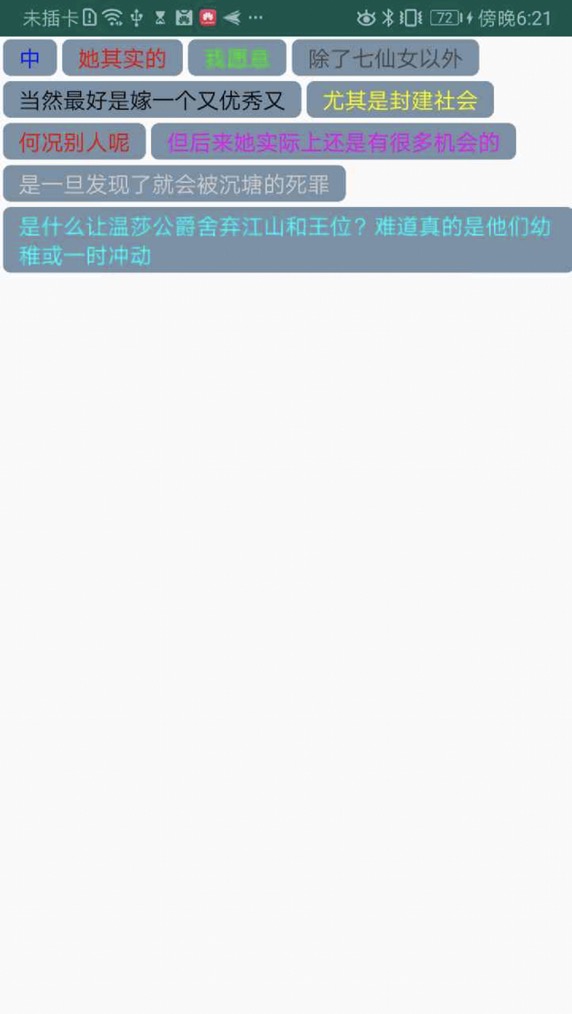 未插卡 72 傍晚6:21
中 她其实的 我愿意 除了七仙女以外
当然最好是嫁一个又优秀又 尤其是封建社会
何况别人呢 但后来她实际上还是有很多机会的
是一旦发现了就会被沉塘的死罪
是什么让温莎公爵舍弃江山和王位？难道真的是他们幼
稚或一时冲动